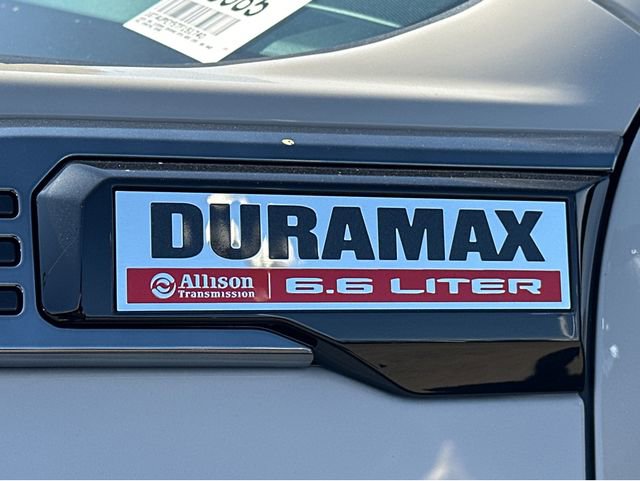 DURAMAX
Allison
Transmission
6.6 LITER